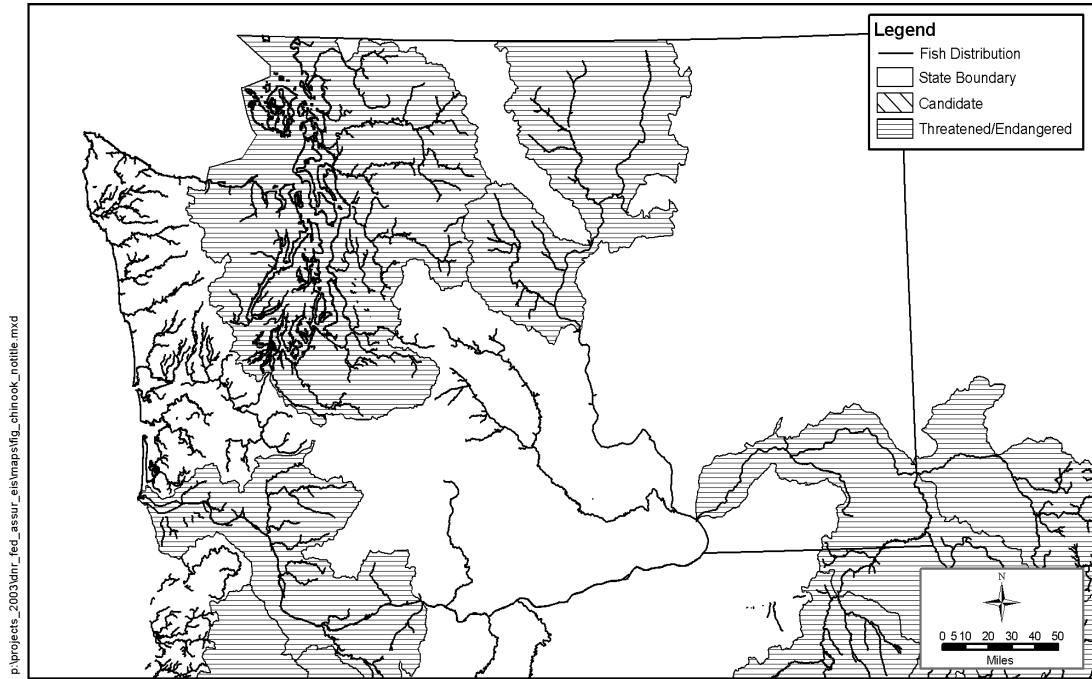 Legend
Fish Distribution
State Boundary
Candidate
Threatened/Endangered
p:\projects_2003\dnr_fed_assur_eis\maps\fig_chinook_notitle.mxd
N
0 5 10 20 30 40 50
Miles